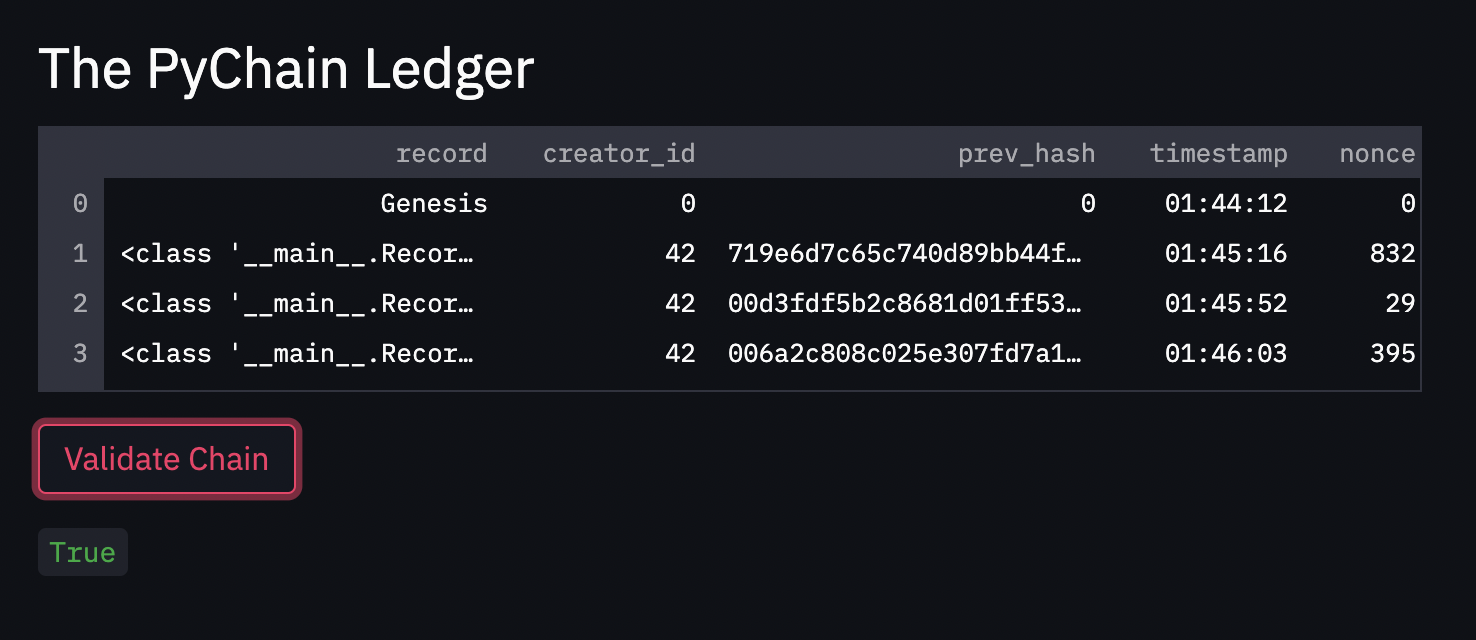 The PyChain Ledger
record creator_id prev_hash timestamp nonce
0 Genesis 0 0 01:44:12 0
1 <class '__main__.Recor… 42 719e6d7c65c740d89bb44f… 01:45:16 832
2 <class '__main__.Recor… 42 00d3fdf5b2c8681d01ff53… 01:45:52 29
3 <class '__main__.Recor… 42 006a2c808c025e307fd7a1… 01:46:03 395
Validate Chain
True